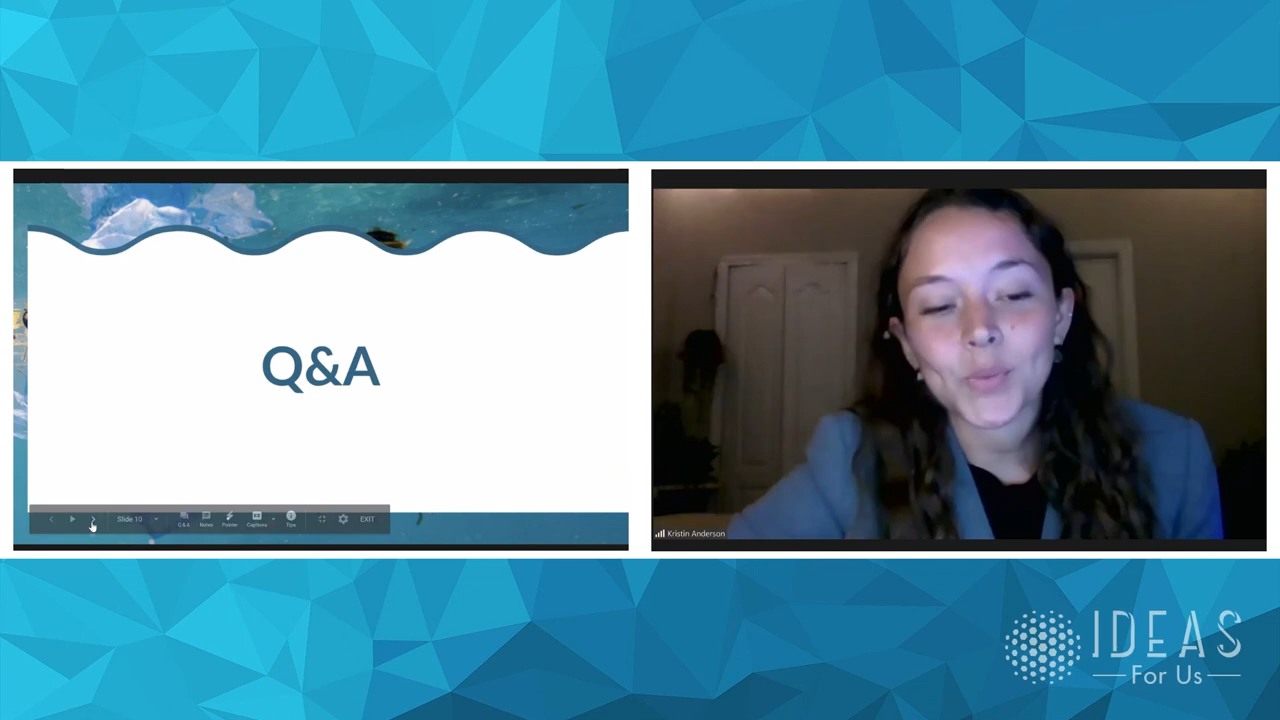 Q&A
Slide 10
Q&A
Notes
Pointer
Captions
Tips
EXIT
Kristin Anderson
IDEAS
For Us